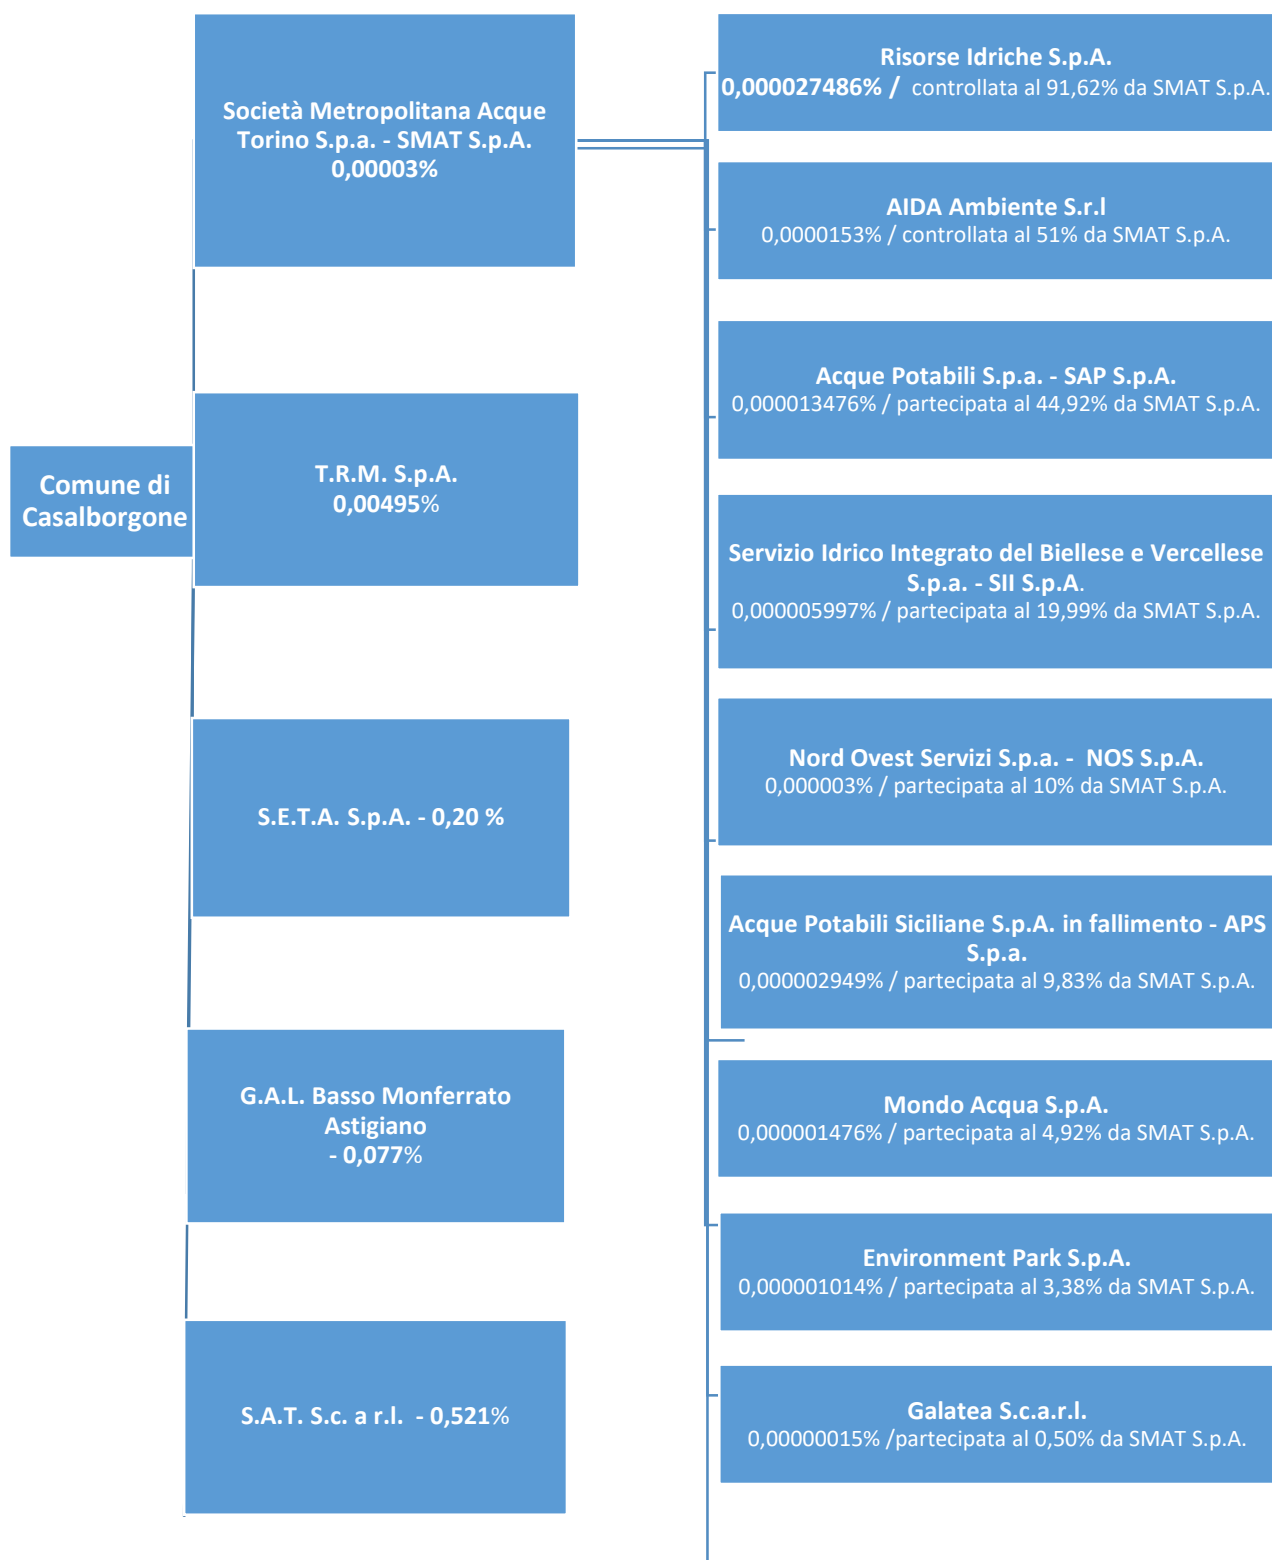 Comune di
Casalborgone
Società Metropolitana Acque
Torino S.p.a. - SMAT S.p.A.
0,00003%
T.R.M. S.p.A.
0,00495%
S.E.T.A. S.p.A. - 0,20 %
G.A.L. Basso Monferrato
Astigiano
- 0,077%
S.A.T. S.c. a r.l. - 0,521%
Risorse Idriche S.p.A.
0,000027486% / controllata al 91,62% da SMAT S.p.A.
AIDA Ambiente S.r.l
0,0000153% / controllata al 51% da SMAT S.p.A.
Acque Potabili S.p.a. - SAP S.p.A.
0,000013476% / partecipata al 44,92% da SMAT S.p.A.
Servizio Idrico Integrato del Biellese e Vercellese
S.p.a. - SII S.p.A.
0,000005997% / partecipata al 19,99% da SMAT S.p.A.
Nord Ovest Servizi S.p.a. - NOS S.p.A.
0,000003% / partecipata al 10% da SMAT S.p.A.
Acque Potabili Siciliane S.p.A. in fallimento - APS
S.p.a.
0,000002949% / partecipata al 9,83% da SMAT S.p.A.
Mondo Acqua S.p.A.
0,000001476% / partecipata al 4,92% da SMAT S.p.A.
Environment Park S.p.A.
0,000001014% / partecipata al 3,38% da SMAT S.p.A.
Galatea S.c.a.r.l.
0,00000015% /partecipata al 0,50% da SMAT S.p.A.